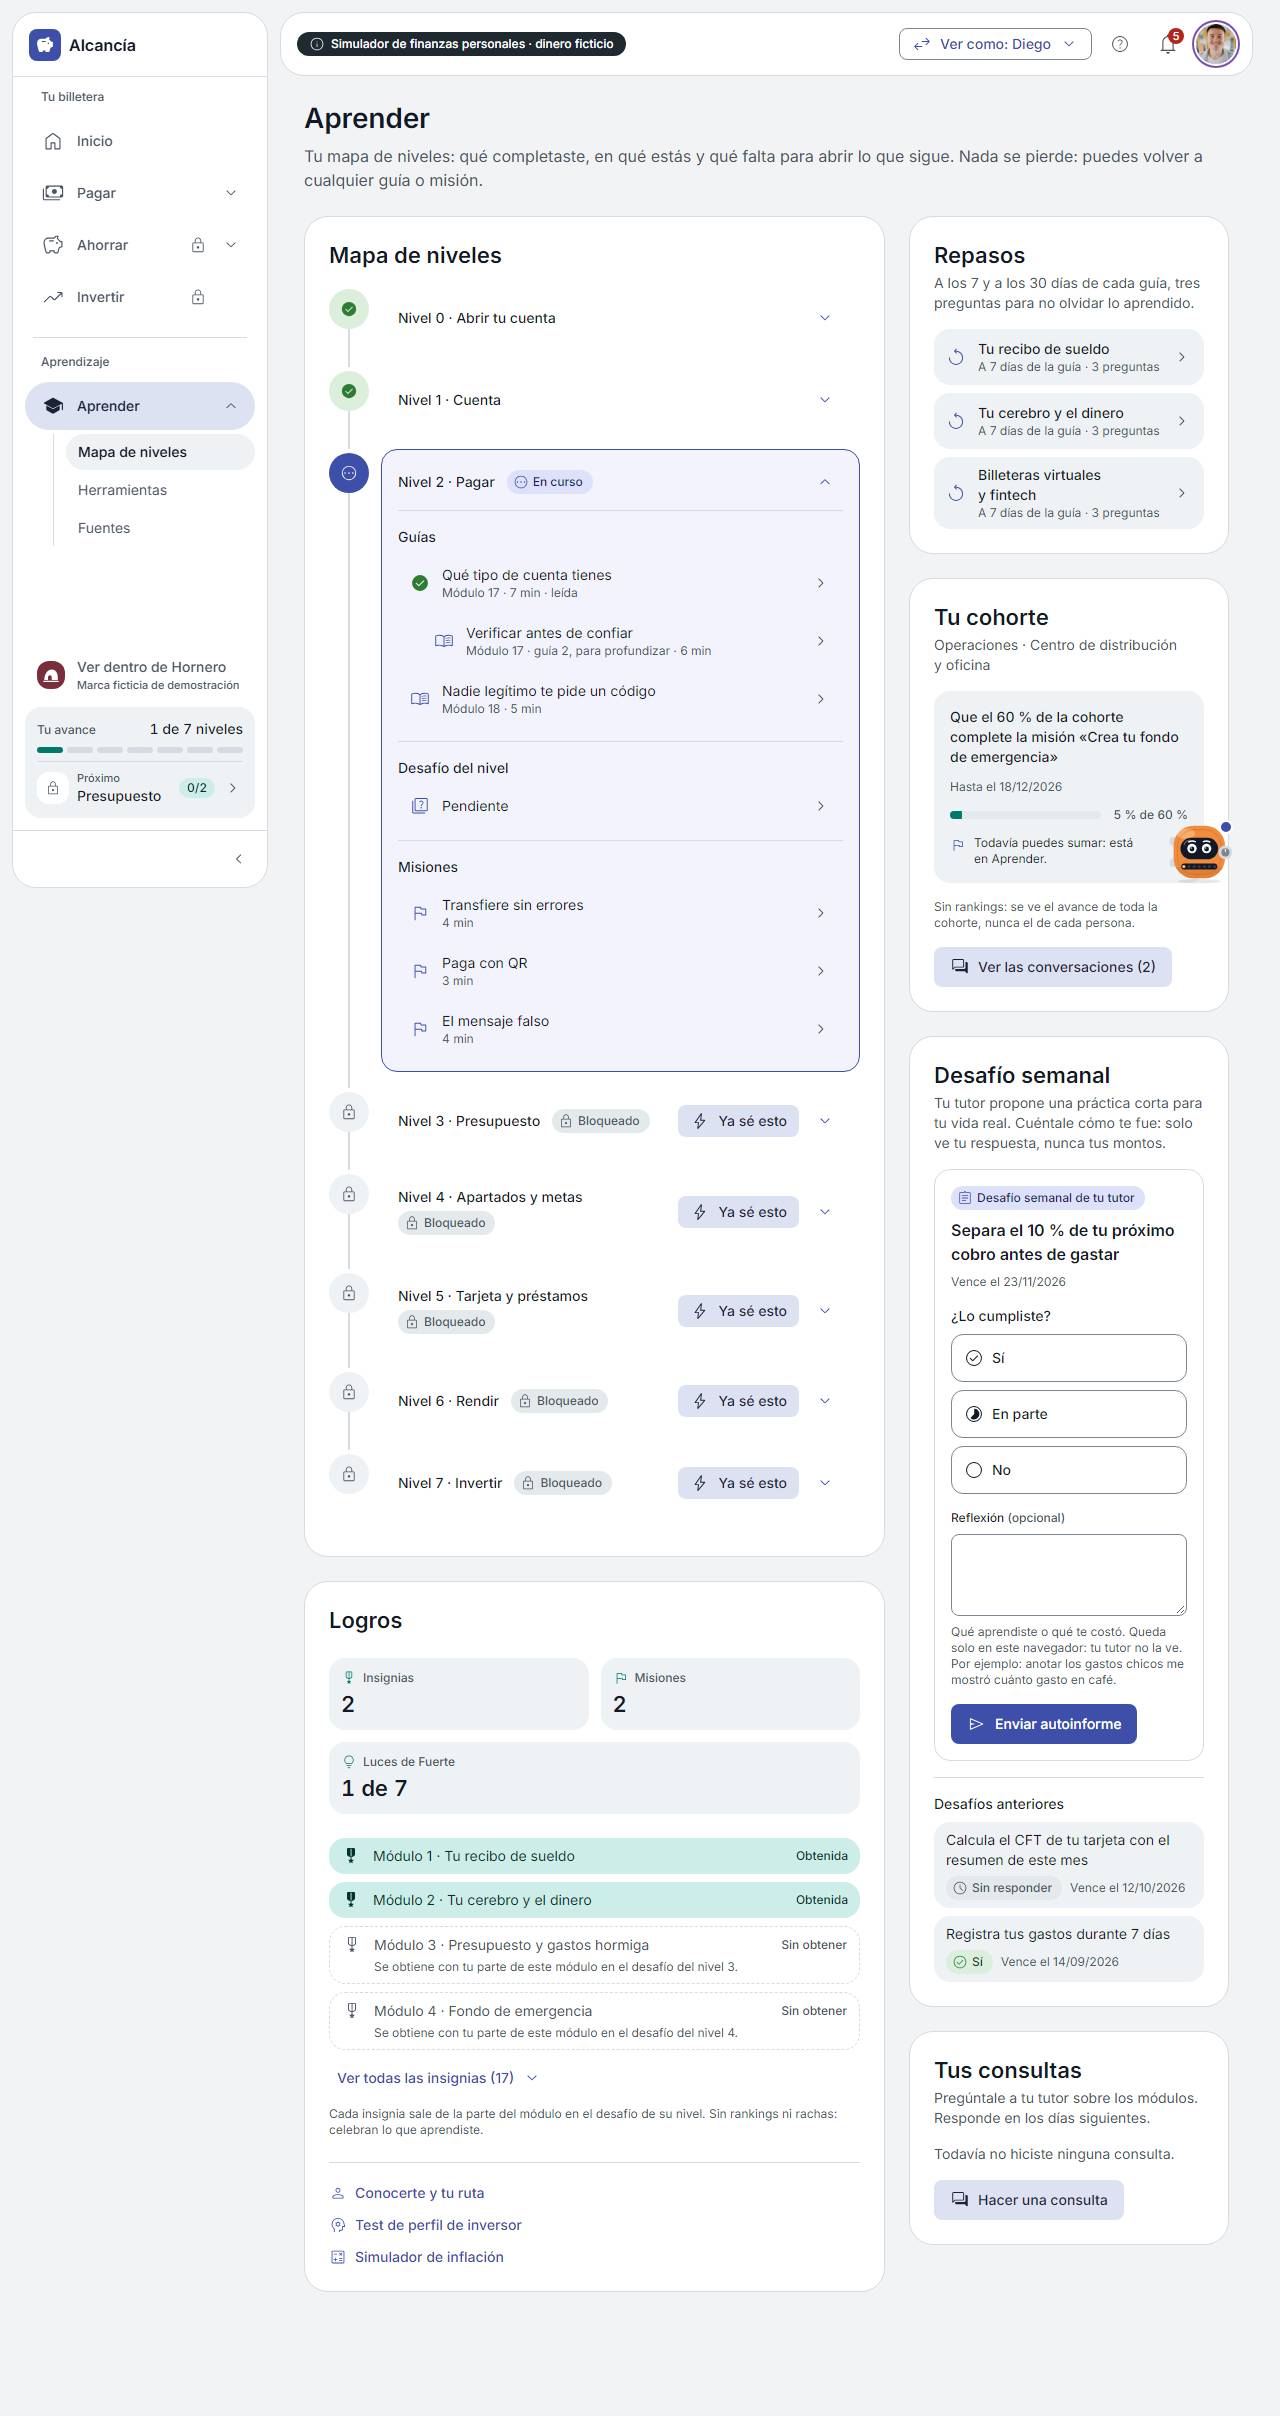 Alcancía
Tu billetera
Inicio
Pagar
Ahorrar
Invertir
Aprendizaje
Aprender
Mapa de niveles
Herramientas
Fuentes
Ver dentro de Hornero
Marca ficticia de demostración
Tu avance 1 de 7 niveles
Próximo
Presupuesto 0/2
Simulador de finanzas personales · dinero ficticio
Ver como: Diego
5
Aprender
Tu mapa de niveles: qué completaste, en qué estás y qué falta para abrir lo que sigue. Nada se pierde: puedes volver a
cualquier guía o misión.
Mapa de niveles
Nivel 0 · Abrir tu cuenta
Nivel 1 · Cuenta
Nivel 2 · Pagar En curso
Guías
Qué tipo de cuenta tienes
Módulo 17 · 7 min · leída
Verificar antes de confiar
Módulo 17 · guía 2, para profundizar · 6 min
Nadie legítimo te pide un código
Módulo 18 · 5 min
Desafío del nivel
Pendiente
Misiones
Transfiere sin errores
4 min
Paga con QR
3 min
El mensaje falso
4 min
Nivel 3 · Presupuesto Bloqueado Ya sé esto
Nivel 4 · Apartados y metas
Bloqueado
Ya sé esto
Nivel 5 · Tarjeta y préstamos
Bloqueado
Ya sé esto
Nivel 6 · Rendir Bloqueado Ya sé esto
Nivel 7 · Invertir Bloqueado Ya sé esto
Logros
Insignias
2
Misiones
2
Luces de Fuerte
1 de 7
Módulo 1 · Tu recibo de sueldo Obtenida
Módulo 2 · Tu cerebro y el dinero Obtenida
Módulo 3 · Presupuesto y gastos hormiga Sin obtener
Se obtiene con tu parte de este módulo en el desafío del nivel 3.
Módulo 4 · Fondo de emergencia Sin obtener
Se obtiene con tu parte de este módulo en el desafío del nivel 4.
Ver todas las insignias (17)
Cada insignia sale de la parte del módulo en el desafío de su nivel. Sin rankings ni rachas:
celebran lo que aprendiste.
Conocerte y tu ruta
Test de perfil de inversor
Simulador de inflación
Repasos
A los 7 y a los 30 días de cada guía, tres
preguntas para no olvidar lo aprendido.
Tu recibo de sueldo
A 7 días de la guía · 3 preguntas
Tu cerebro y el dinero
A 7 días de la guía · 3 preguntas
Billeteras virtuales
y fintech
A 7 días de la guía · 3 preguntas
Tu cohorte
Operaciones · Centro de distribución
y oficina
Que el 60 % de la cohorte
complete la misión «Crea tu fondo
de emergencia»
Hasta el 18/12/2026
5 % de 60 %
Todavía puedes sumar: está
en Aprender.
Sin rankings: se ve el avance de toda la
cohorte, nunca el de cada persona.
Ver las conversaciones (2)
Desafío semanal
Tu tutor propone una práctica corta para
tu vida real. Cuéntale cómo te fue: solo
ve tu respuesta, nunca tus montos.
Desafío semanal de tu tutor
Separa el 10 % de tu próximo
cobro antes de gastar
Vence el 23/11/2026
¿Lo cumpliste?
Sí
En parte
No
Reflexión (opcional)
Qué aprendiste o qué te costó. Queda
solo en este navegador: tu tutor no la ve.
Por ejemplo: anotar los gastos chicos me
mostró cuánto gasto en café.
Enviar autoinforme
Desafíos anteriores
Calcula el CFT de tu tarjeta con el
resumen de este mes
Sin responder Vence el 12/10/2026
Registra tus gastos durante 7 días
Sí Vence el 14/09/2026
Tus consultas
Pregúntale a tu tutor sobre los módulos.
Responde en los días siguientes.
Todavía no hiciste ninguna consulta.
Hacer una consulta